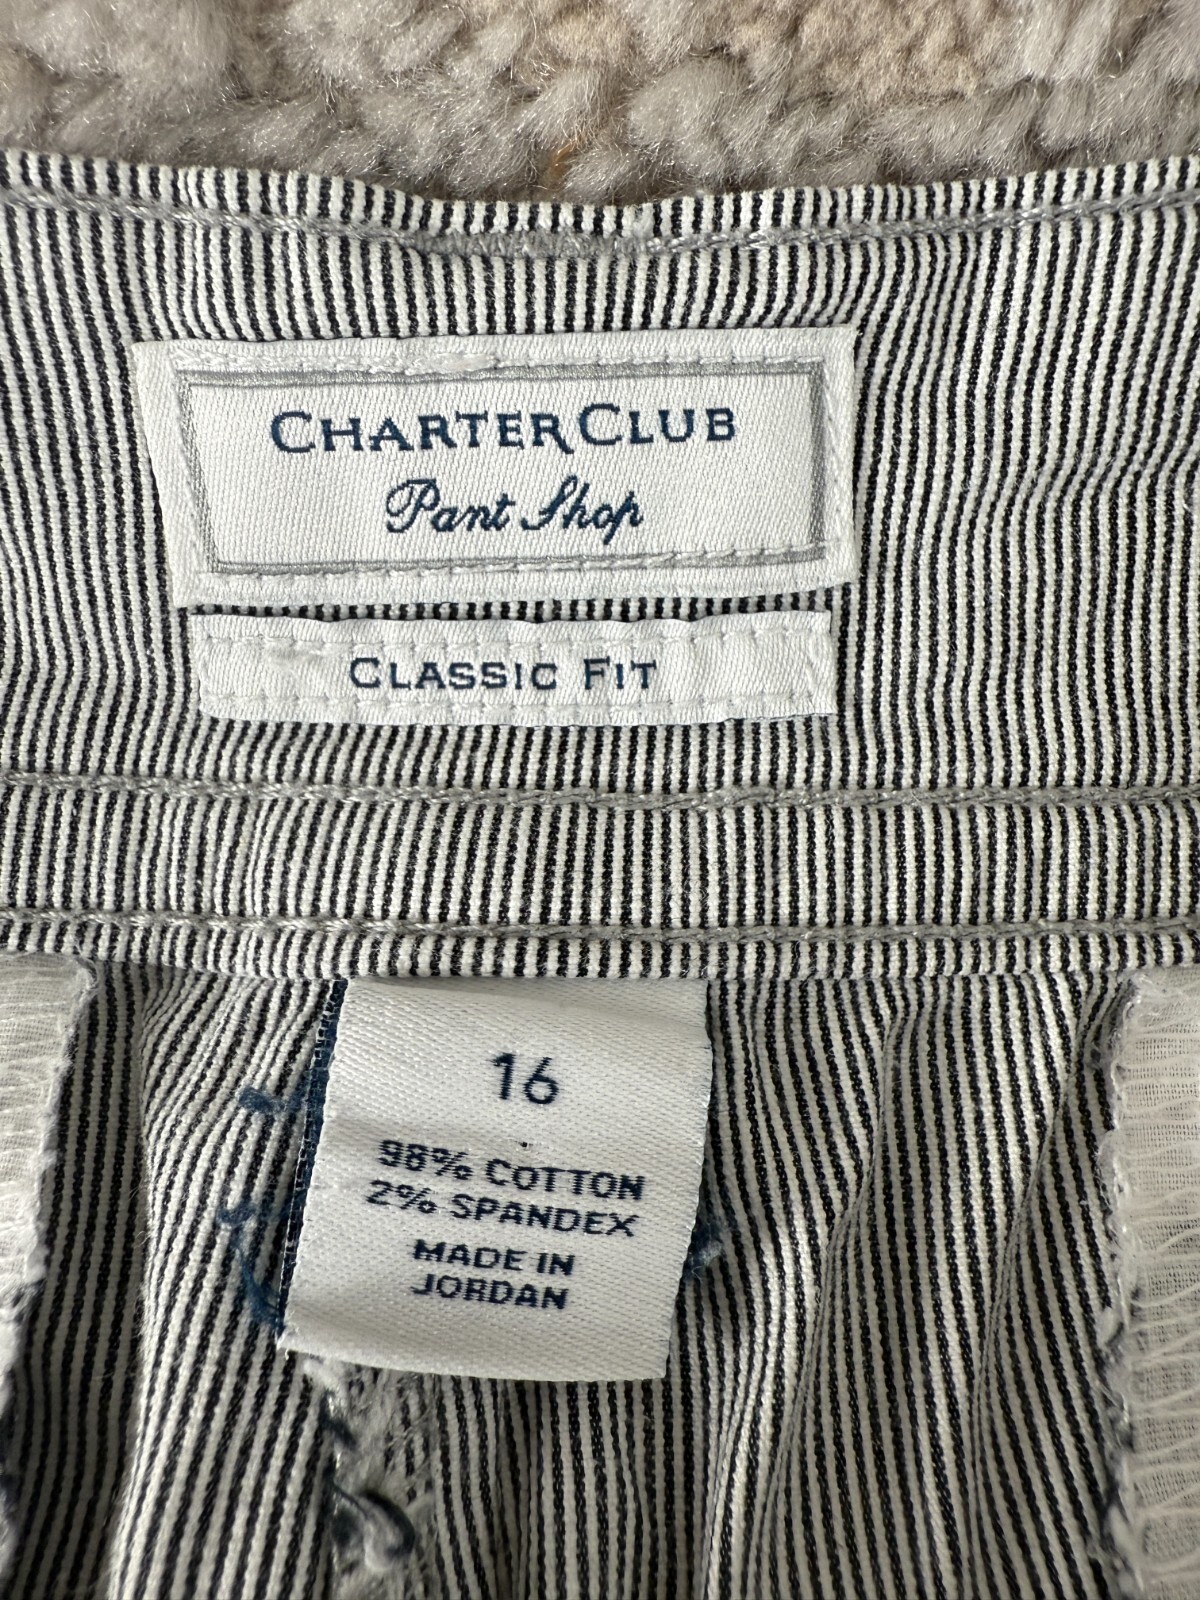 CHARTER CLUB
Pant Shop
CLASSIC FIT
16
98% COTTON
2% SPANDEX
MADE IN
JORDAN